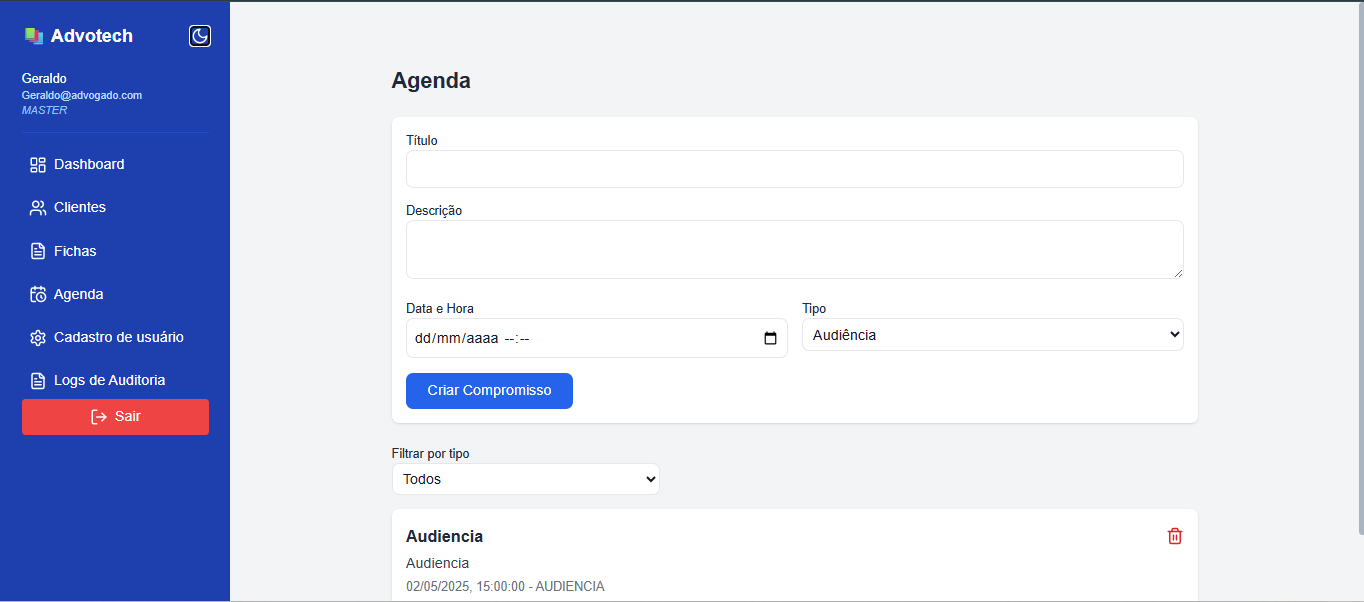 Advotech
Geraldo
Geraldo@advogado.com
MASTER
Dashboard
Clientes
Fichas
Agenda
Cadastro de usuário
Logs de Auditoria
Sair
Agenda
Título
Descrição
Data e Hora
dd/mm/aaaa --:--
Tipo
Audiência
Criar Compromisso
Filtrar por tipo
Todos
Audiencia
Audiencia
02/05/2025, 15:00:00 - AUDIENCIA